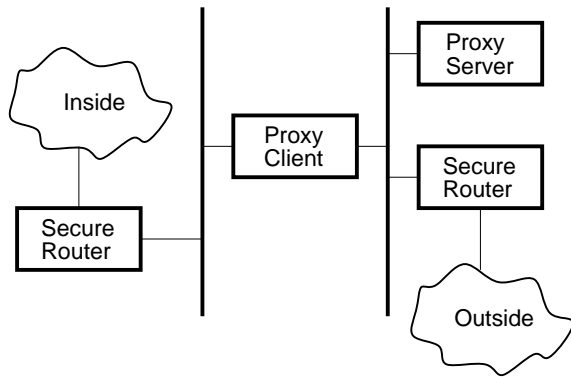 Inside
Secure
Router
Proxy
Client
Proxy
Server
Secure
Router
Outside